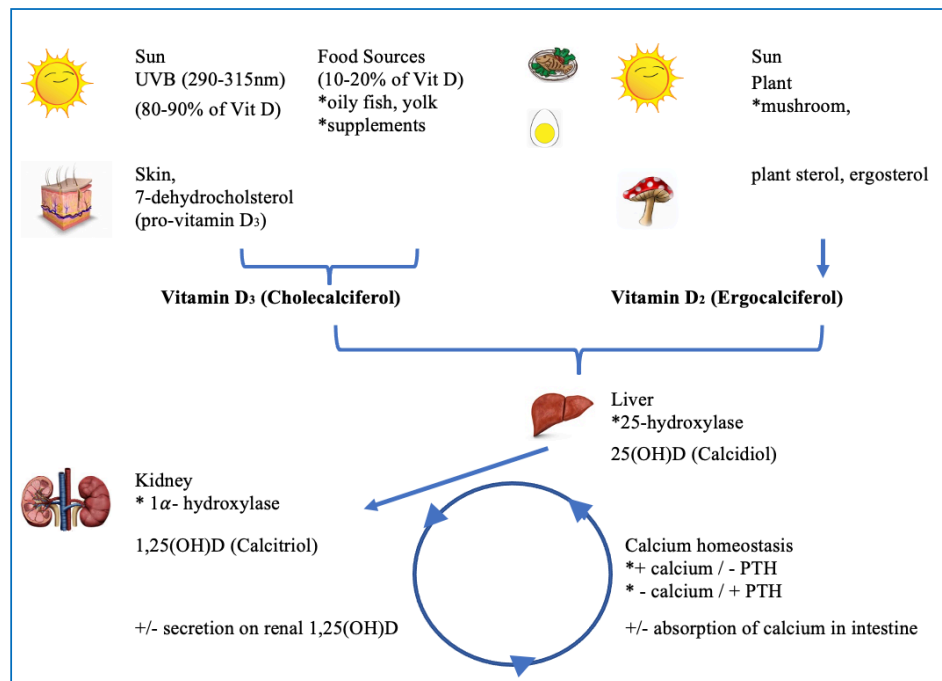 Sun
UVB (290-315nm)
(80-90% of Vit D)
Food Sources
(10-20% of Vit D)
*oily fish, yolk
*supplements
Sun
Plant
*mushroom,
Skin,
7-dehydrocholsterol
(pro-vitamin D₃)
plant sterol, ergosterol
Vitamin D₃ (Cholecalciferol)
Vitamin D₂ (Ergocalciferol)
Liver
*25-hydroxylase
25(OH)D (Calcidiol)
Kidney
* 1α- hydroxylase
1,25(OH)D (Calcitriol)
Calcium homeostasis
*+ calcium / - PTH
* - calcium / + PTH
+/- secretion on renal 1,25(OH)D
+/- absorption of calcium in intestine